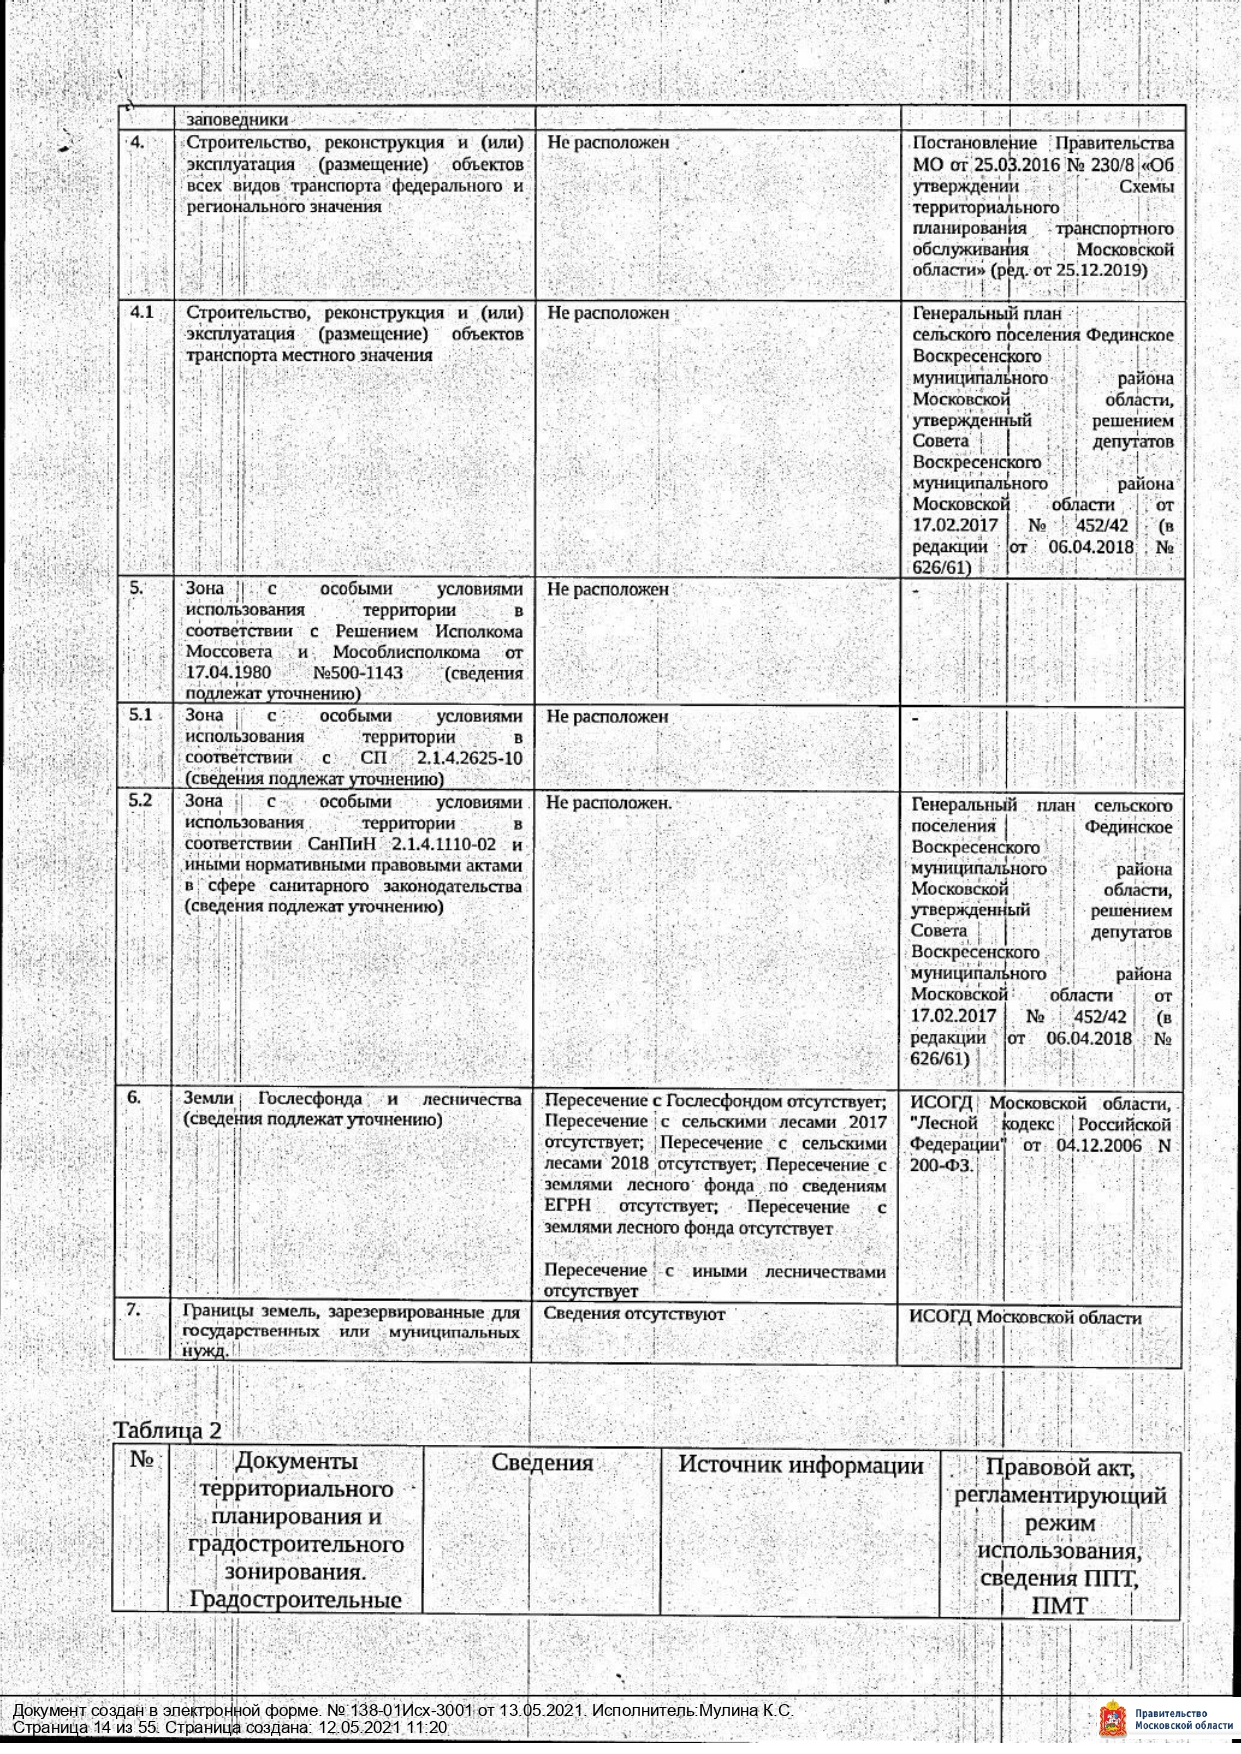 заповедники
4.
Строительство, реконструкция и (или)
эксплуатация (размещение) объектов
всех видов транспорта федерального и
регионального значения
Не расположен
Постановление Правительства
МО от 25.03.2016 № 230/8 «Об
утверждении Схемы
территориального
планирования транспортного
обслуживания Московской
области» (ред. от 25.12.2019)
4.1
Строительство, реконструкция и (или)
эксплуатация (размещение) объектов
транспорта местного значения
Не расположен
Генеральный план
сельского поселения Фединское
Воскресенского
муниципального района
Московской области,
утвержденный решением
Совета депутатов
Воскресенского
муниципального района
Московской области от
17.02.2017 № 452/42 (в
редакции от 06.04.2018 №
626/61)
5.
Зона с особыми условиями
использования территории в
соответствии с Решением Исполкома
Моссовета и Мособлисполкома от
17.04.1980 №500-1143 (сведения
подлежат уточнению)
Не расположен
-
5.1
Зона с особыми условиями
использования территории в
соответствии с СП 2.1.4.2625-10
(сведения подлежат уточнению)
Не расположен
-
5.2
Зона с особыми условиями
использования территории в
соответствии СанПиН 2.1.4.1110-02 и
иными нормативными правовыми актами
в сфере санитарного законодательства
(сведения подлежат уточнению)
Не расположен.
Генеральный план сельского
поселения Фединское
Воскресенского
муниципального района
Московской области,
утвержденный решением
Совета депутатов
Воскресенского
муниципального района
Московской области от
17.02.2017 № 452/42 (в
редакции от 06.04.2018 №
626/61)
6.
Земли Гослесфонда и лесничества
(сведения подлежат уточнению)
Пересечение с Гослесфондом отсутствует;
Пересечение с сельскими лесами 2017
отсутствует; Пересечение с сельскими
лесами 2018 отсутствует; Пересечение с
землями лесного фонда по сведениям
ЕГРН отсутствует; Пересечение с
землями лесного фонда отсутствует
Пересечение с иными лесничествами
отсутствует
ИСОГД Московской области,
"Лесной кодекс Российской
Федерации" от 04.12.2006 N
200-ФЗ.
7.
Границы земель, зарезервированные для
государственных или муниципальных
нужд.
Сведения отсутствуют
ИСОГД Московской области
Таблица 2
№
Документы
территориального
планирования и
градостроительного
зонирования.
Градостроительные
Сведения
Источник информации
Правовой акт,
регламентирующий
режим
использования,
сведения ППТ,
ПМТ
Документ создан в электронной форме. № 138-01Исх-3001 от 13.05.2021. Исполнитель:Мулина К.С.
Страница 14 из 55. Страница создана: 12.05.2021 11:20
Правительство
Московской области